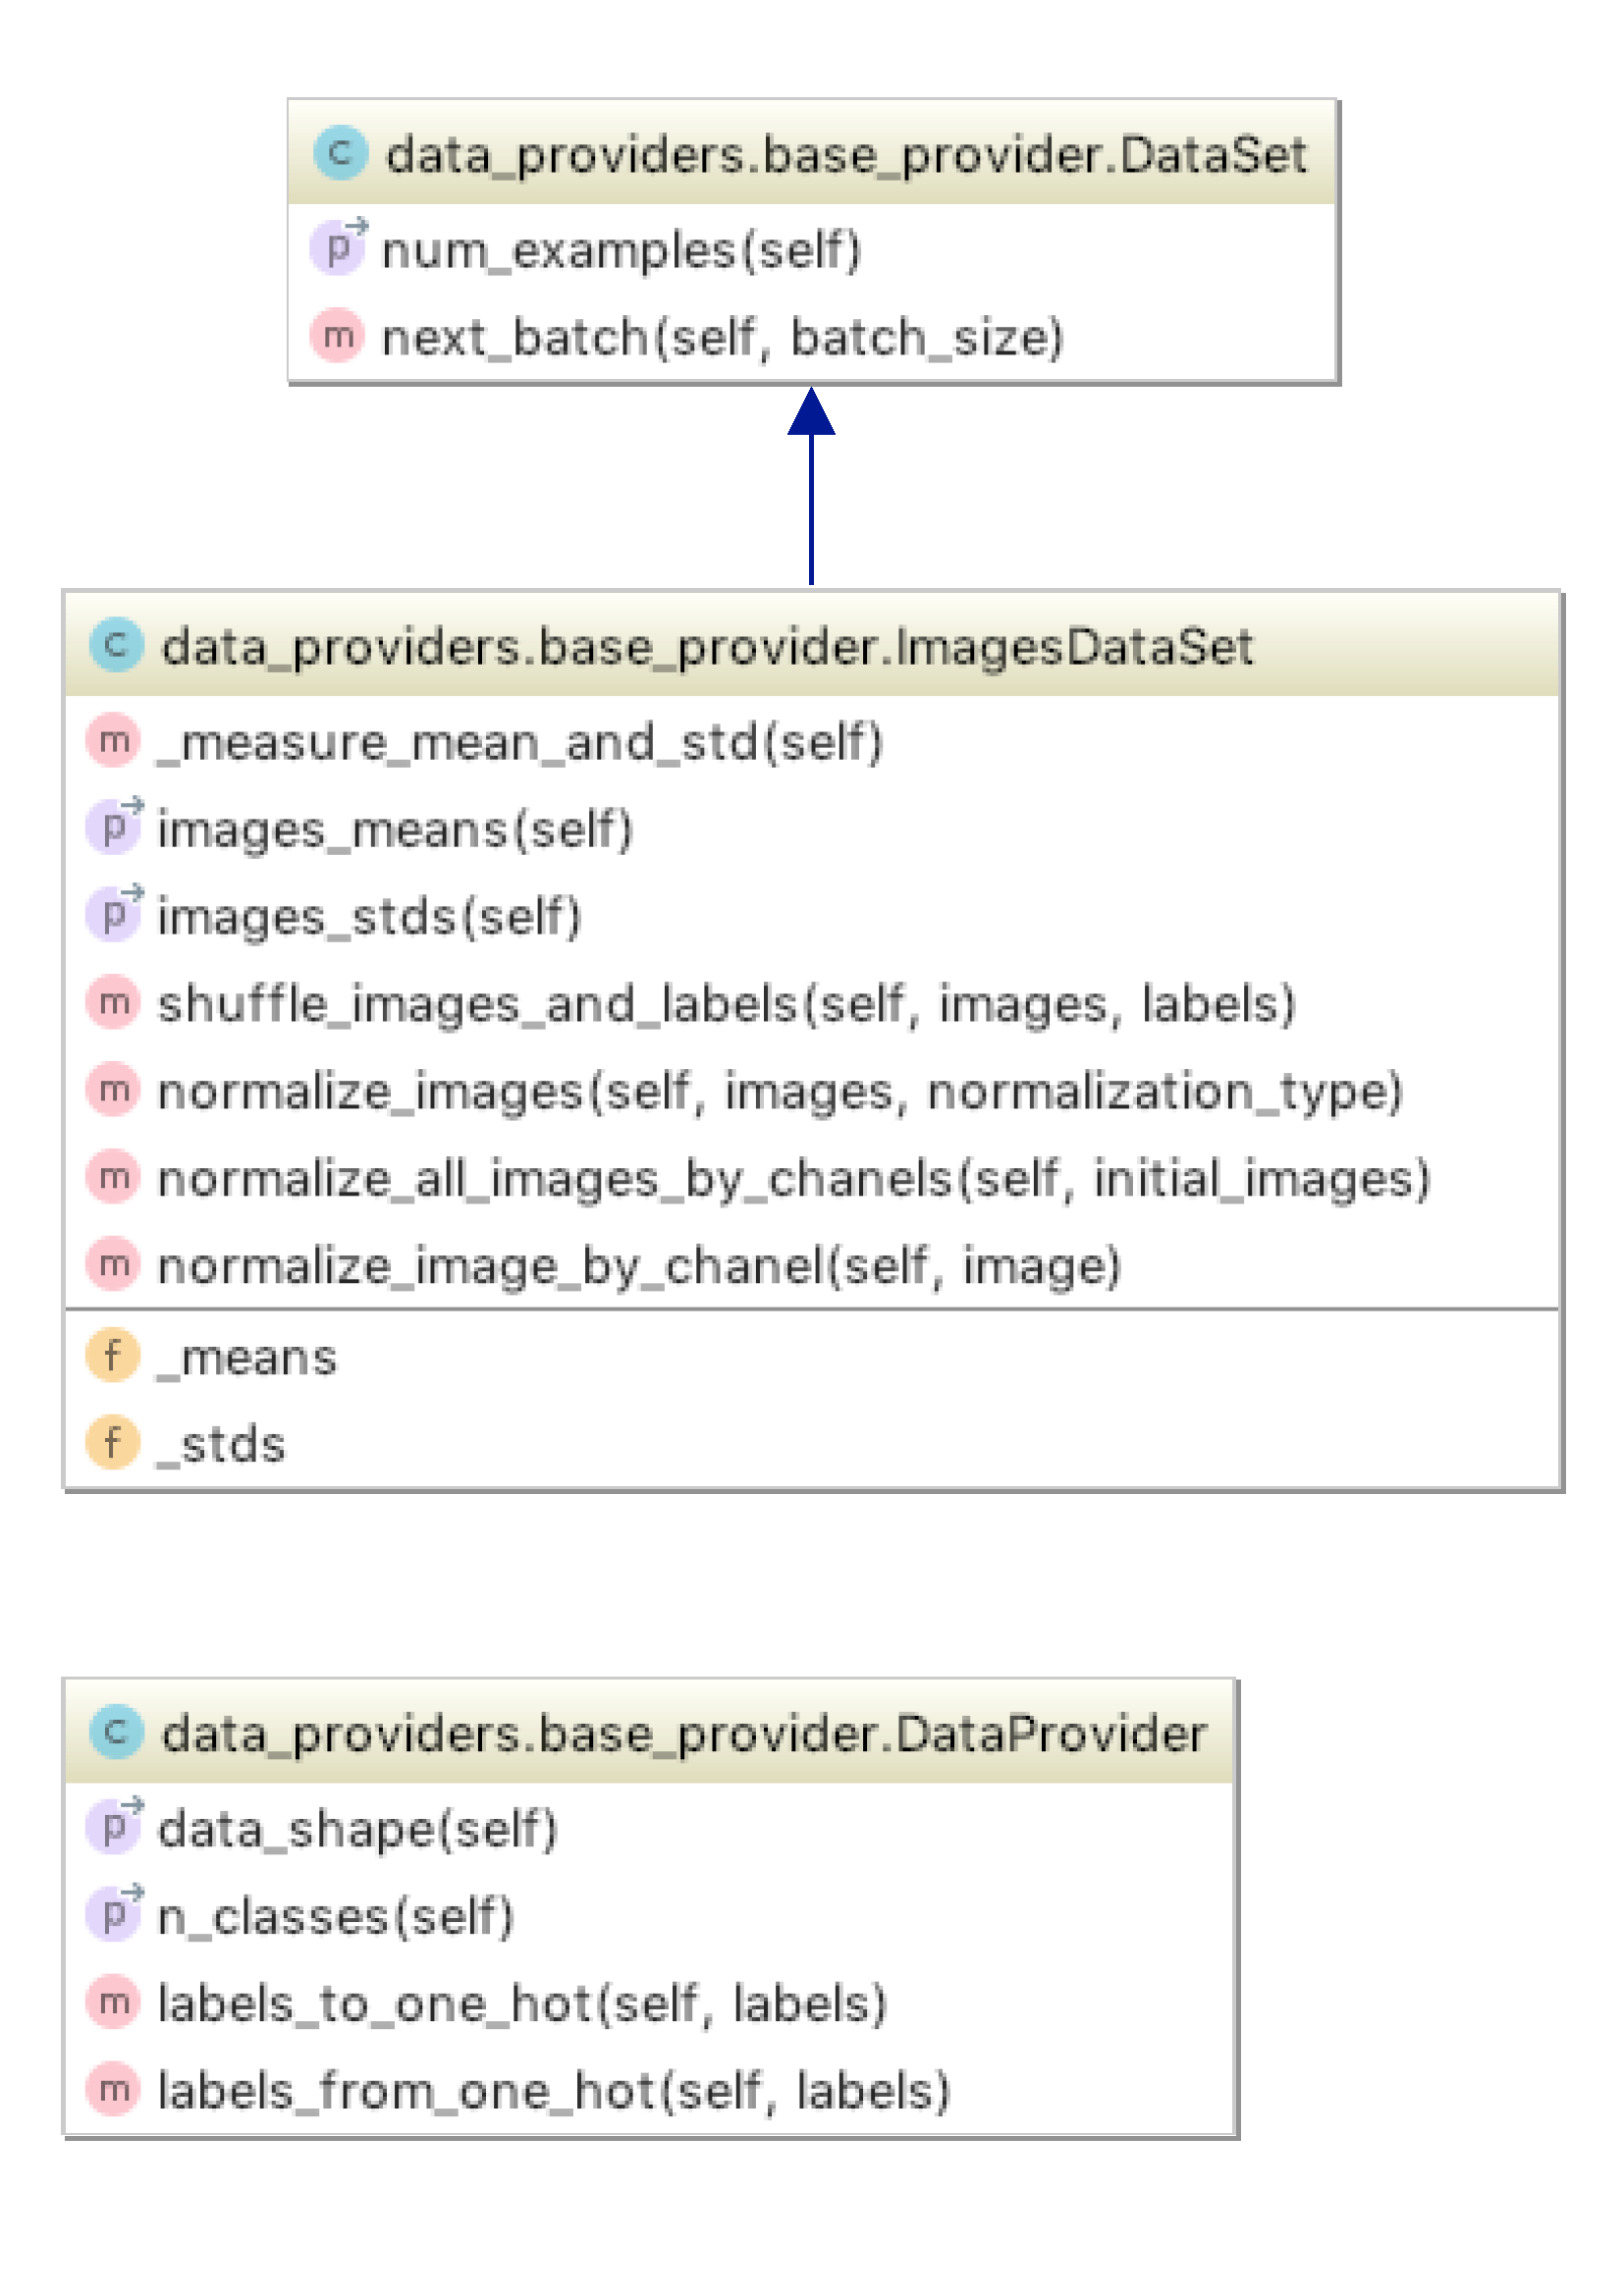 c data_providers.base_provider.DataSet
p num_examples(self)
m next_batch(self, batch_size)
c data_providers.base_provider.ImagesDataSet
m _measure_mean_and_std(self)
p images_means(self)
p images_stds(self)
m shuffle_images_and_labels(self, images, labels)
m normalize_images(self, images, normalization_type)
m normalize_all_images_by_chanels(self, initial_images)
m normalize_image_by_chanel(self, image)
f _means
f _stds
c data_providers.base_provider.DataProvider
p data_shape(self)
p n_classes(self)
m labels_to_one_hot(self, labels)
m labels_from_one_hot(self, labels)